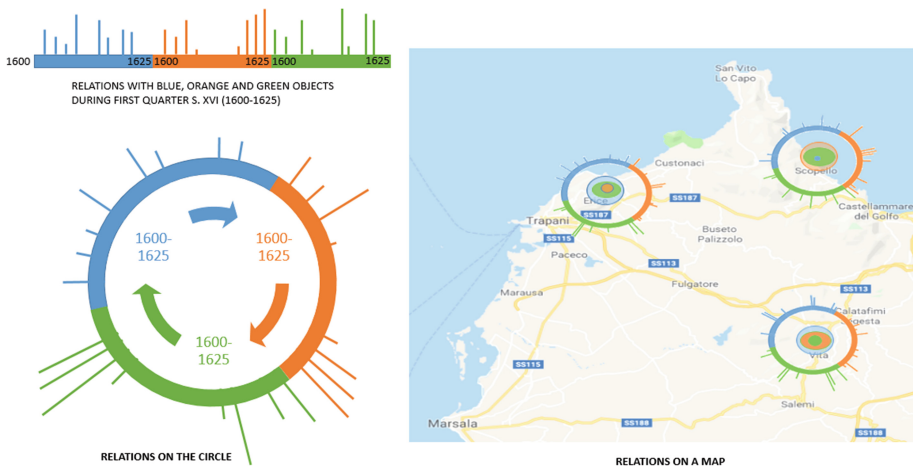 1600
1625
1600
1625
1600
1625
RELATIONS WITH BLUE, ORANGE AND GREEN OBJECTS
DURING FIRST QUARTER S. XVI (1600-1625)
1600-
1625
1600-
1625
1600-
1625
RELATIONS ON THE CIRCLE
San Vito
Lo Capo
Custonaci
Scopello
Erice
SS187
SS187
Castellammare
del Golfo
Trapani
SS115
Buseto
Palizzolo
Paceco
SS113
Fulgatore
SS113
Marausa
Calatafimi
Segesta
SS115
Vita
Salemi
Marsala
SS188
SS188
RELATIONS ON A MAP